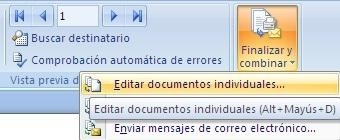 1
Buscar destinatario
Comprobación automática de errores
Finalizar y
combinar
Vista previa d
Editar documentos individuales...
Editar documentos individuales (Alt+Mayús+D)
Enviar mensajes de correo electrónico...